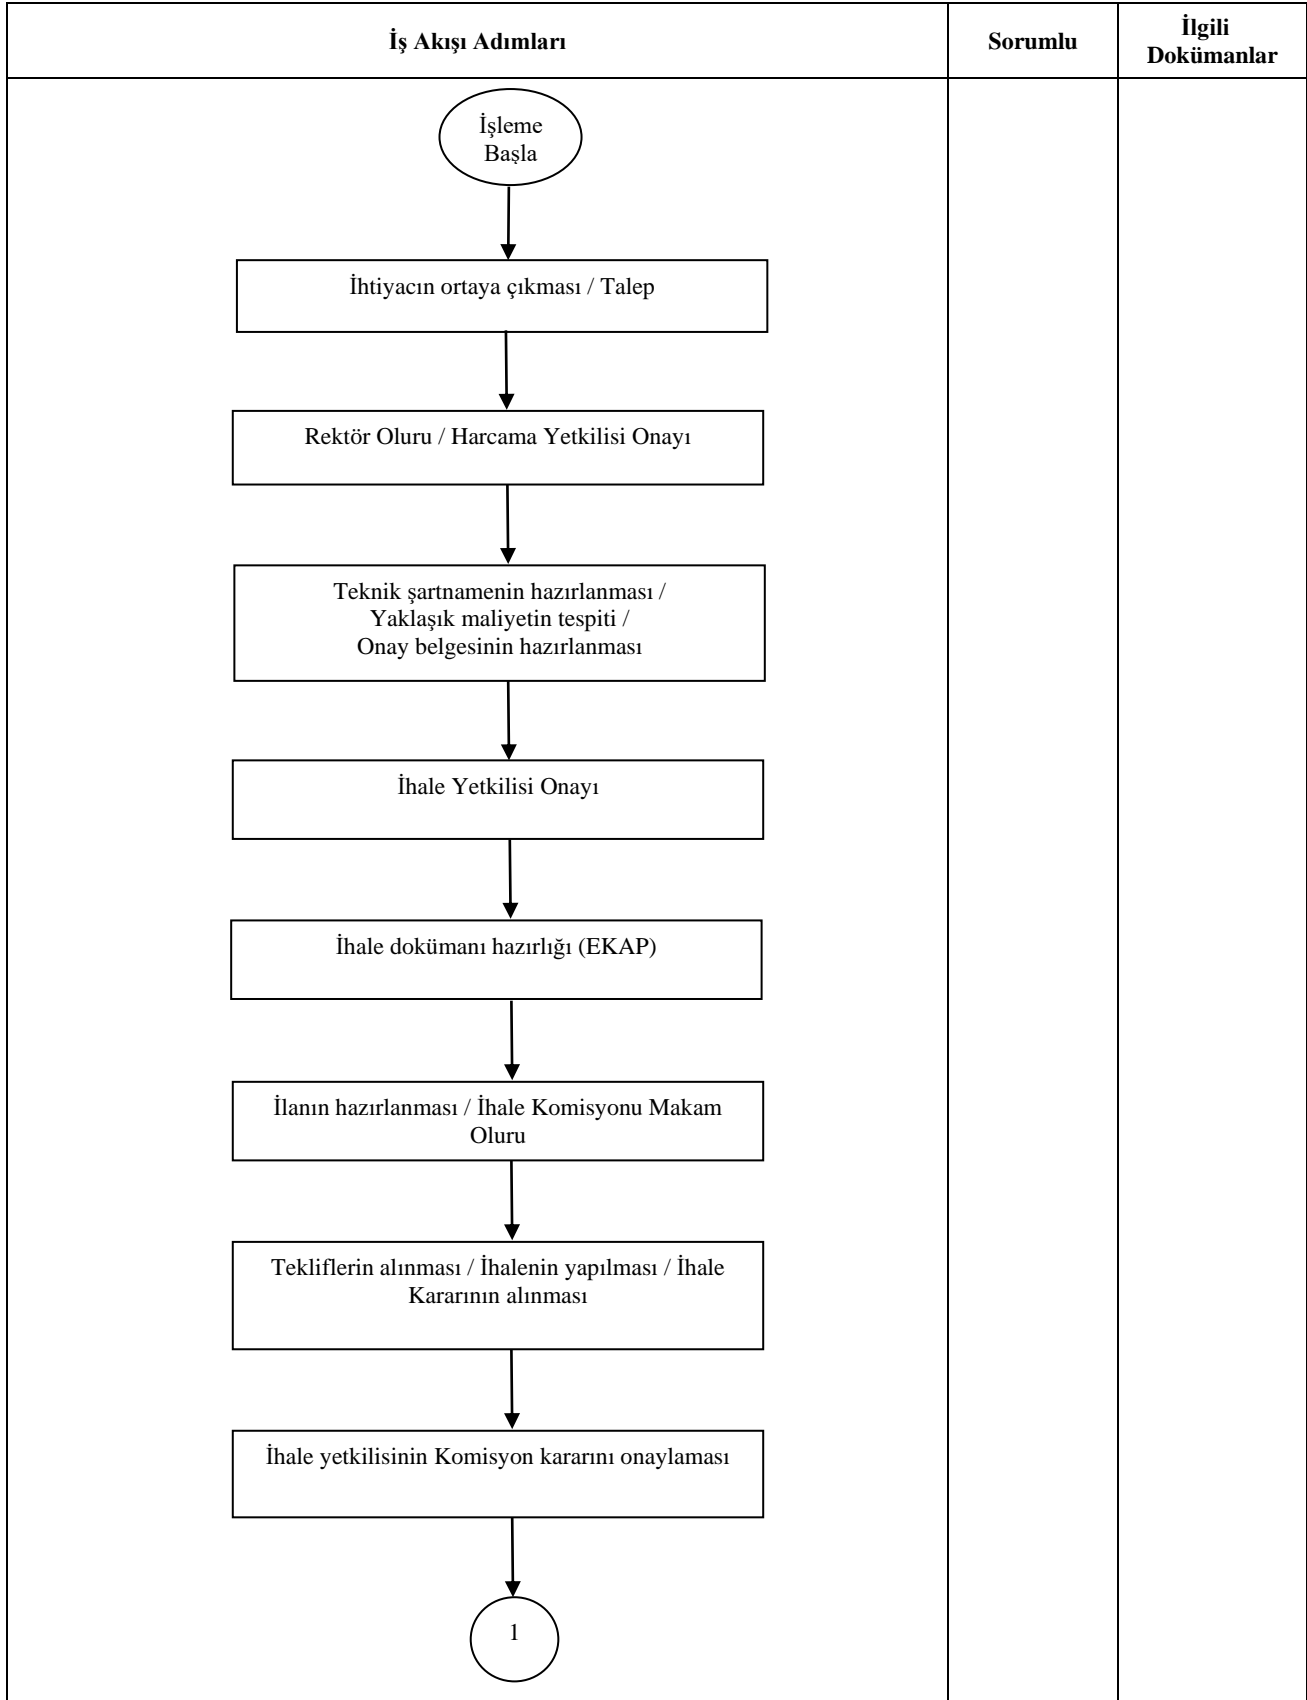 İş Akışı Adımları
Sorumlu
İlgili
Dokümanlar
İşleme
Başla
İhtiyacın ortaya çıkması / Talep
Rektör Oluru / Harcama Yetkilisi Onayı
Teknik şartnamenin hazırlanması /
Yaklaşık maliyetin tespiti /
Onay belgesinin hazırlanması
İhale Yetkilisi Onayı
İhale dokümanı hazırlığı (EKAP)
İlanın hazırlanması / İhale Komisyonu Makam
Oluru
Tekliflerin alınması / İhalenin yapılması / İhale
Kararının alınması
İhale yetkilisinin Komisyon kararını onaylaması
1